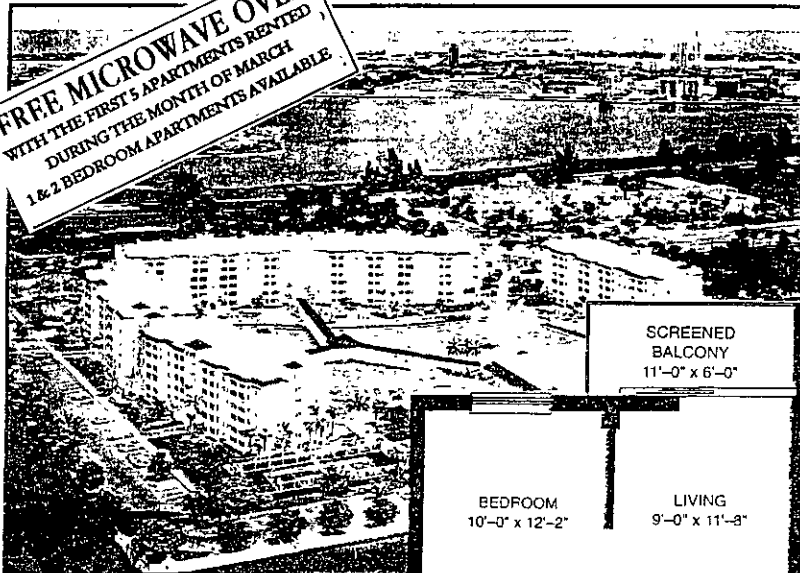 FREE MICROWAVE
WITH THE FIRST 5 APARTMENTS RENTED
DURING THE MONTH OF MARCH
1 & 2 BEDROOM APARTMENTS AVAILABLE
SCREENED
BALCONY
11'-0" x 6'-0"
BEDROOM
10'-0" x 12'-2"
LIVING
9'-0" x 11'-8"